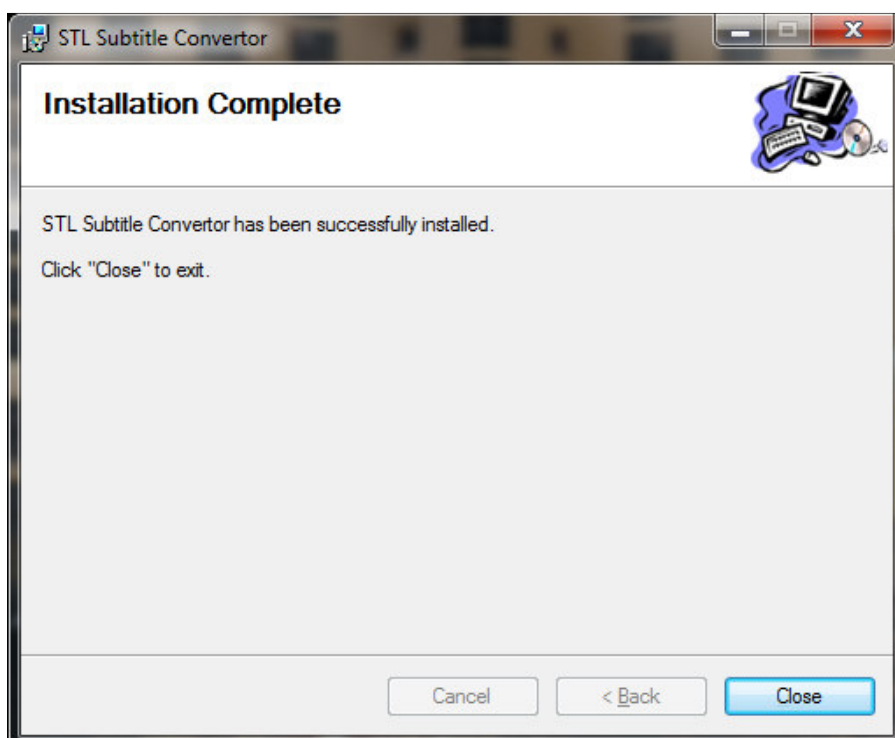 STL Subtitle Convertor
Installation Complete
STL Subtitle Convertor has been successfully installed.
Click "Close" to exit.
Cancel
< Back
Close